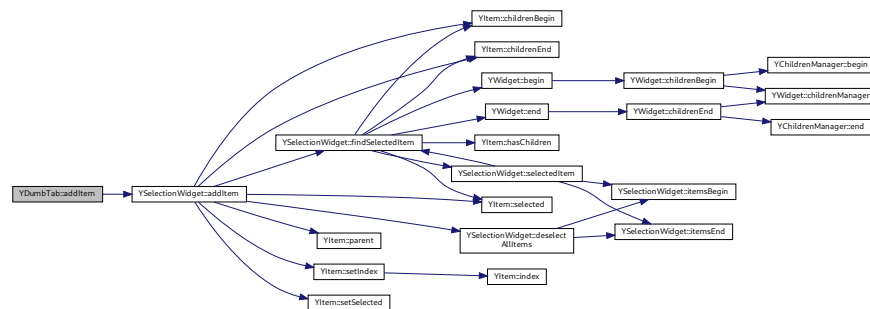 YItem::childrenBegin
YItem::childrenEnd
YChildrenManager::begin
YWidget::begin
YWidget::childrenBegin
YWidget::childrenManager
YWidget::end
YWidget::childrenEnd
YChildrenManager::end
YSelectionWidget::findSelectedItem
YItem::hasChildren
YSelectionWidget::selectedItem
YDumbTab::addItem
YSelectionWidget::addItem
YSelectionWidget::itemsBegin
YItem::selected
YSelectionWidget::itemsEnd
YItem::parent
YSelectionWidget::deselect
AllItems
YItem::setIndex
YItem::index
YItem::setSelected